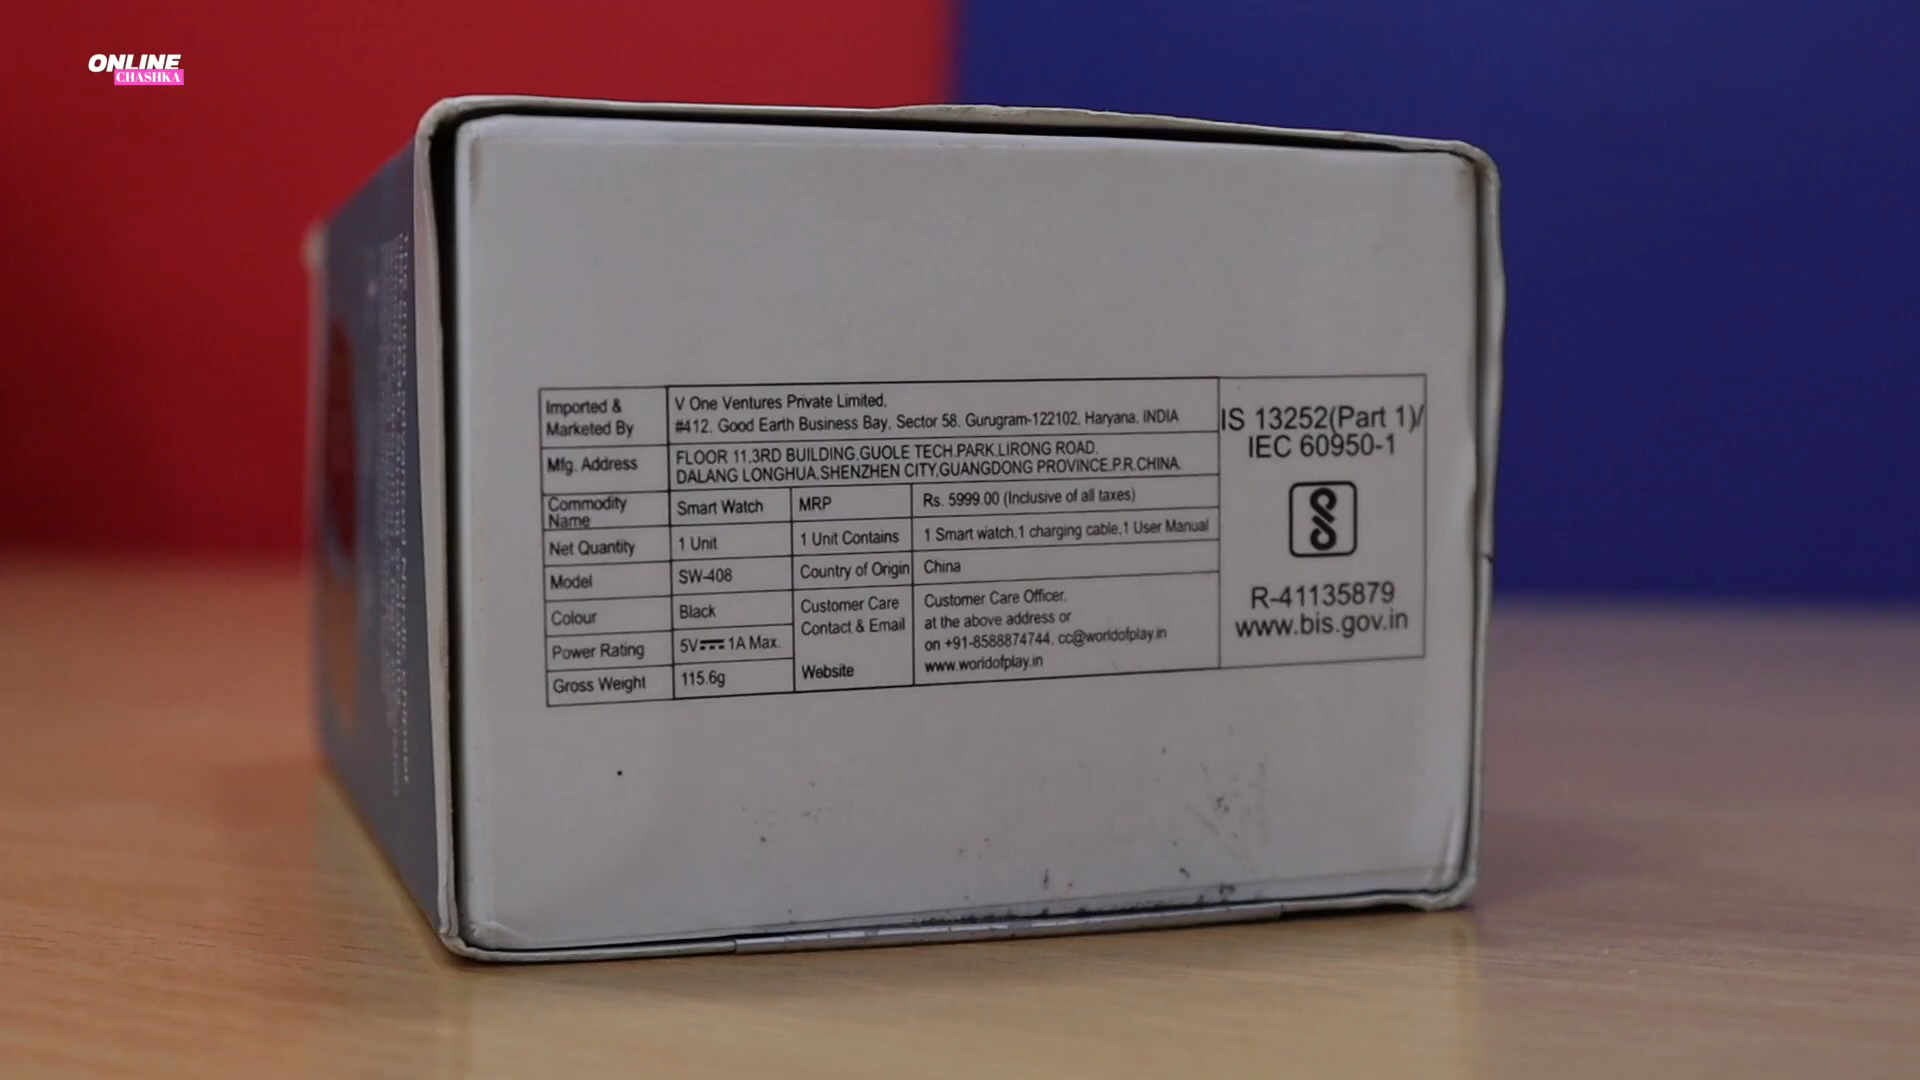 ONLINE
CHASHKA
Imported &
Marketed By
V One Ventures Private Limited.
#412, Good Earth Business Bay, Sector 58, Gurugram-122102, Haryana, INDIA
Mfg. Address
FLOOR 11,3RD BUILDING,GUOLE TECH.PARK,LIRONG ROAD,
DALANG LONGHUA,SHENZHEN CITY,GUANGDONG PROVINCE.P.R.CHINA
Commodity
Name
Smart Watch
MRP
Rs. 5999.00 (Inclusive of all taxes)
Net Quantity
1 Unit
1 Unit Contains
1 Smart watch,1 charging cable,1 User Manual
Model
SW-408
Country of Origin
China
Colour
Black
Customer Care
Contact & Email
Customer Care Officer.
at the above address or
on +91-8588874744, cc@worldofplay.in
Power Rating
5V⎓ 1A Max.
Gross Weight
115.6g
Website
www.worldofplay.in
IS 13252(Part 1)/
IEC 60950-1
R-41135879
www.bis.gov.in